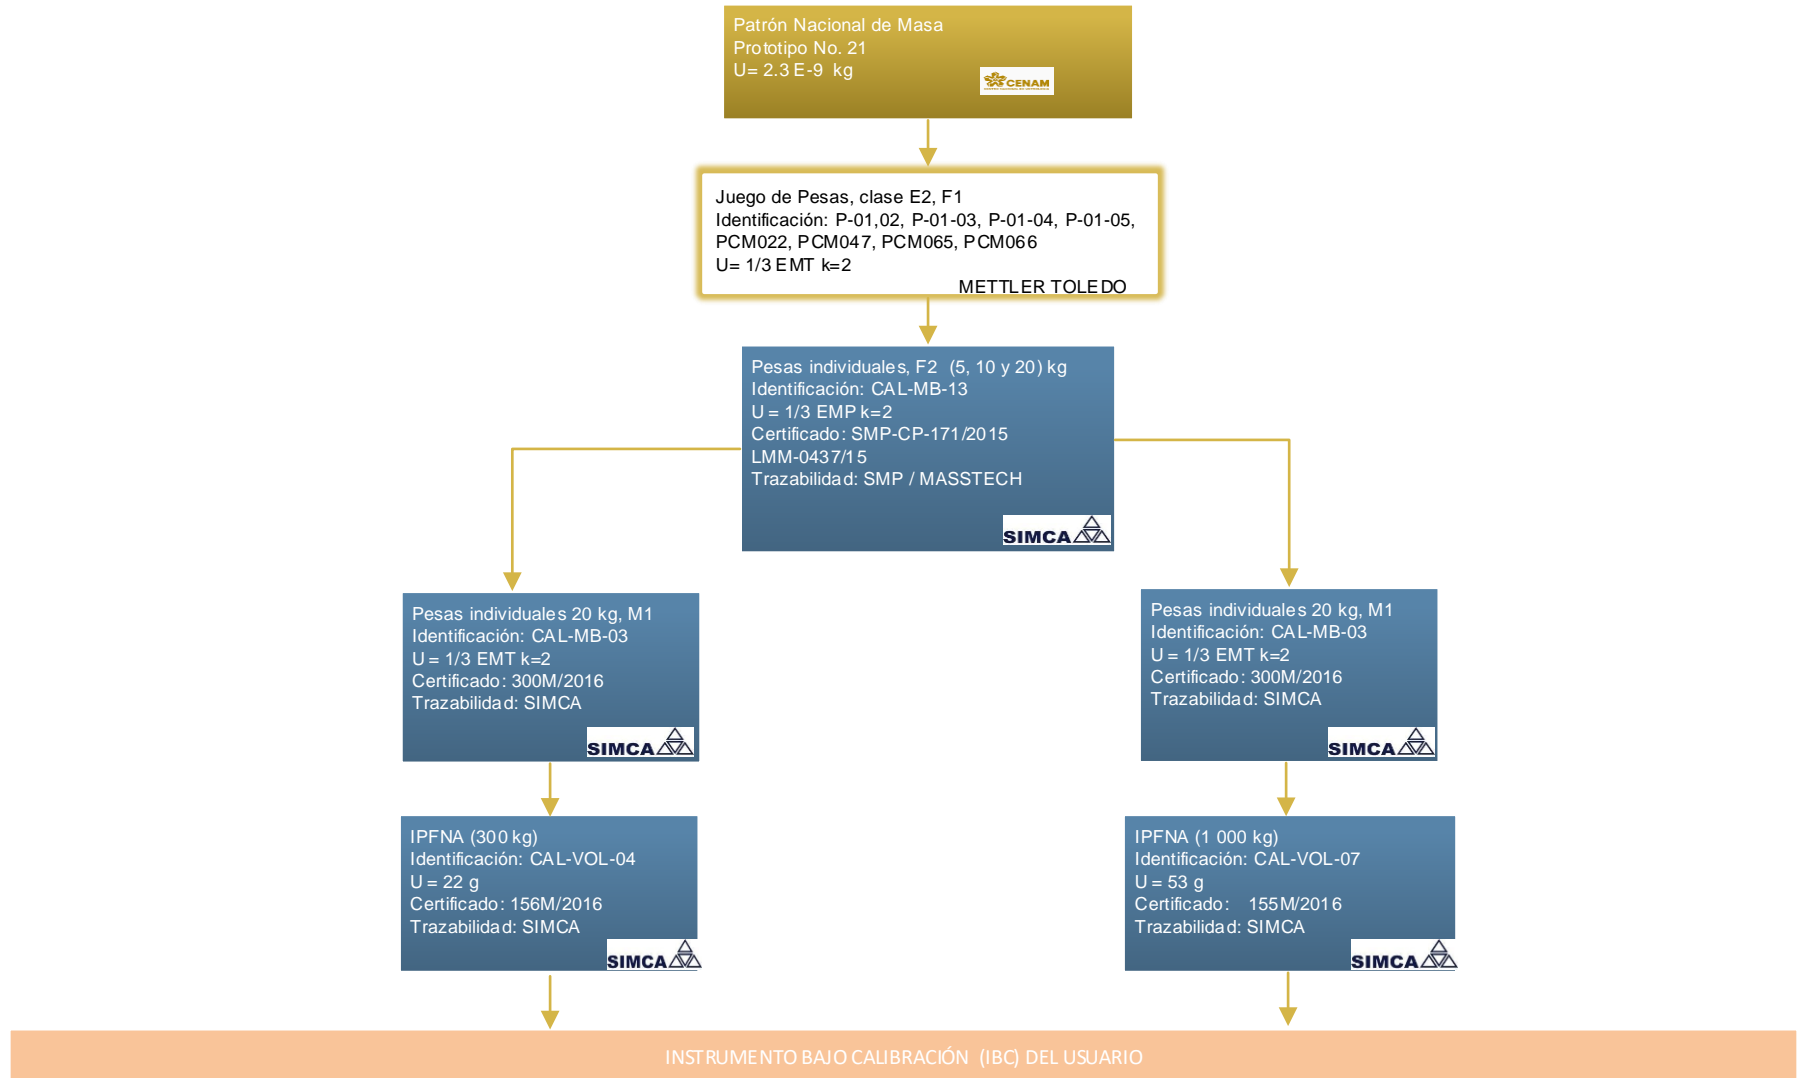 Patrón Nacional de Masa
Prototipo No. 21
U= 2.3 E-9 kg
CENAM
Juego de Pesas, clase E2, F1
Identificación: P-01,02, P-01-03, P-01-04, P-01-05,
PCM022, PCM047, PCM065, PCM066
U= 1/3 EMT k=2
METTLER TOLEDO
Pesas individuales, F2 (5, 10 y 20) kg
Identificación: CAL-MB-13
U = 1/3 EMP k=2
Certificado: SMP-CP-171/2015
LMM-0437/15
Trazabilidad: SMP / MASSTECH
SIMCA
Pesas individuales 20 kg, M1
Identificación: CAL-MB-03
U = 1/3 EMT k=2
Certificado: 300M/2016
Trazabilidad: SIMCA
SIMCA
Pesas individuales 20 kg, M1
Identificación: CAL-MB-03
U = 1/3 EMT k=2
Certificado: 300M/2016
Trazabilidad: SIMCA
SIMCA
IPFNA (300 kg)
Identificación: CAL-VOL-04
U = 22 g
Certificado: 156M/2016
Trazabilidad: SIMCA
SIMCA
IPFNA (1 000 kg)
Identificación: CAL-VOL-07
U = 53 g
Certificado: 155M/2016
Trazabilidad: SIMCA
SIMCA
INSTRUMENTO BAJO CALIBRACIÓN (IBC) DEL USUARIO